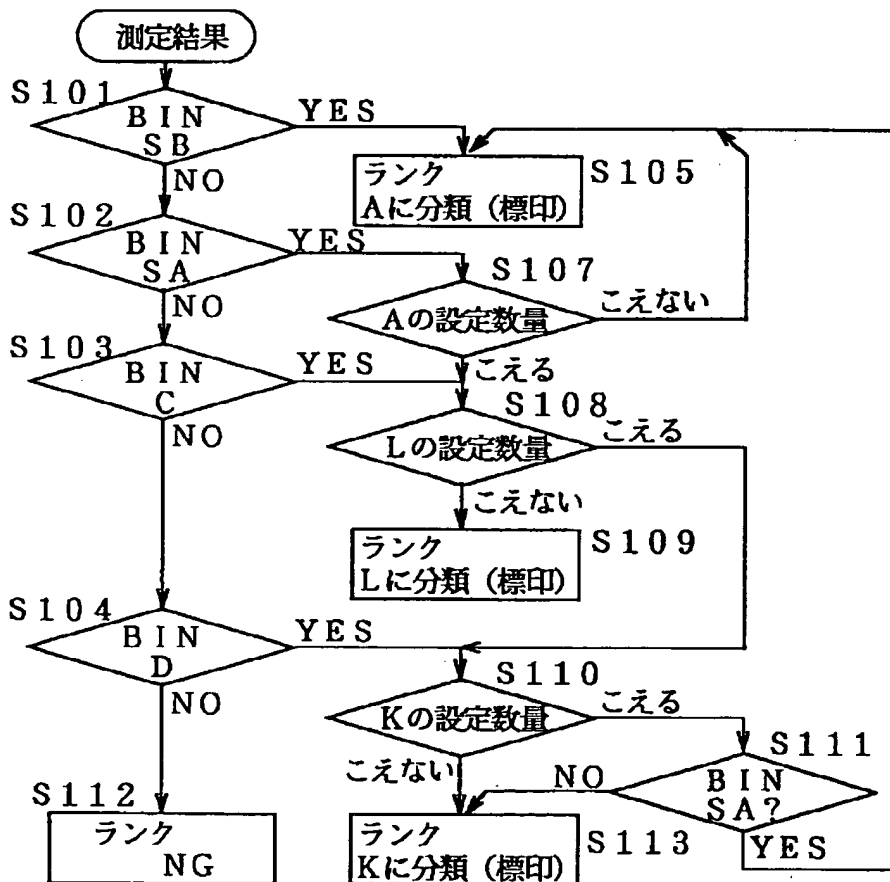 測定結果
S101
BIN
SB
YES
NO
ランク
Aに分類（標印）
S105
S102
BIN
SA
YES
NO
S107
Aの設定数量
こえない
こえる
S103
BIN
C
YES
NO
S108
Lの設定数量
こえる
こえない
ランク
Lに分類（標印）
S109
S104
BIN
D
YES
NO
S110
Kの設定数量
こえる
こえない
S111
BIN
SA?
NO
YES
S112
ランク
NG
ランク
Kに分類（標印）
S113